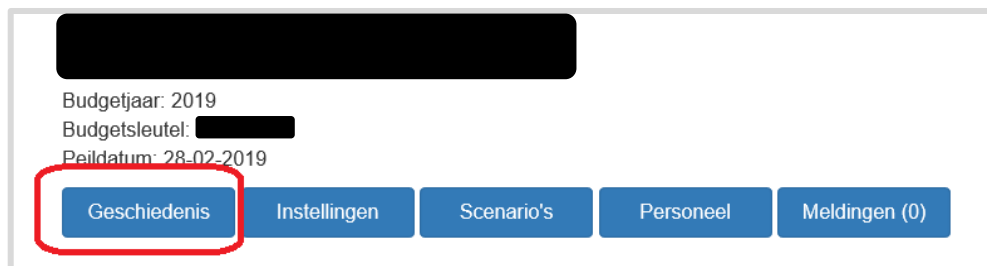 Budgetjaar: 2019
Budgetsleutel:
Peildatum: 28-02-2019
Geschiedenis Instellingen Scenario's Personeel Meldingen (0)